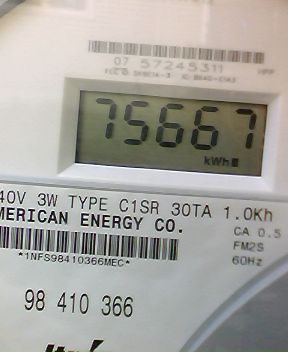 07 57245311
75667
kWh
40V 3W TYPE C1SR 30TA 1.0Kh
MERICAN ENERGY CO.
CA 0.5
*1NFS98410366MEC*
FM2S
60Hz
98 410 366